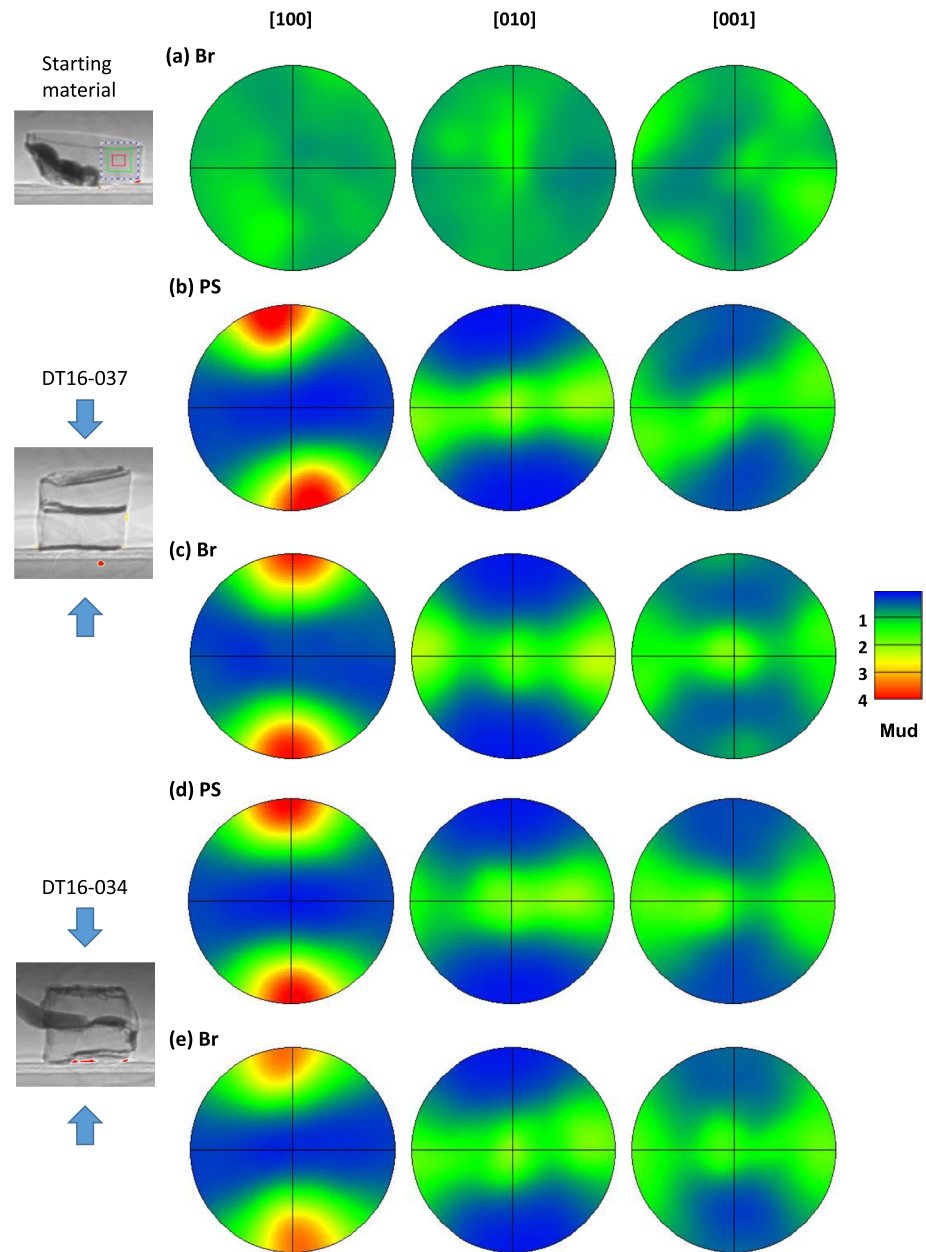 [100] [010] [001]
(a) Br
Starting
material
(b) PS
DT16-037
(c) Br
1
2
3
4
Mud
(d) PS
DT16-034
(e) Br